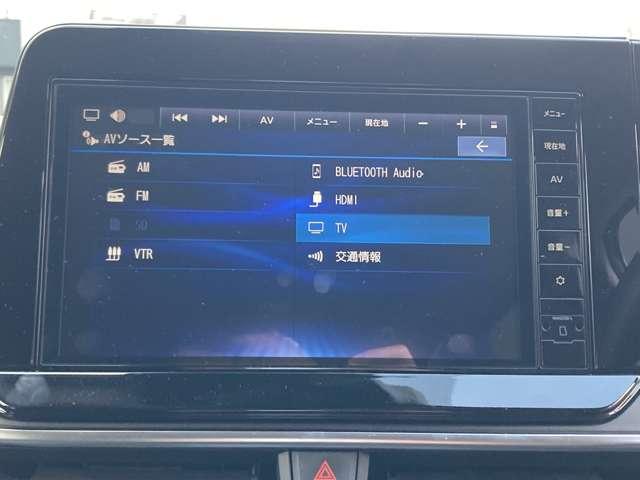 AV メニュー 現在地 − +
AVソース一覧
AM
FM
SD
VTR
BLUETOOTH Audio
HDMI
TV
交通情報
メニュー
現在地
AV
音量+
音量−